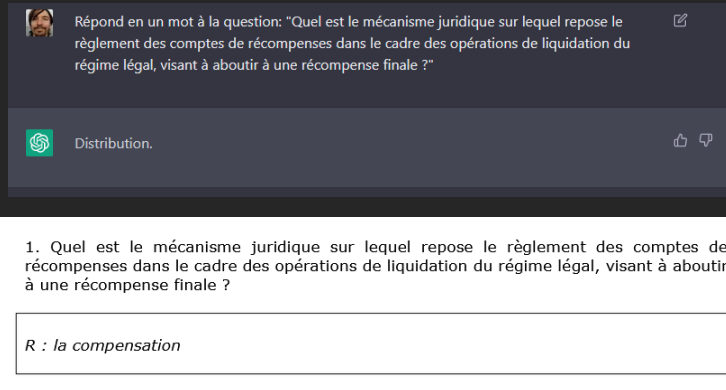 Répond en un mot à la question: "Quel est le mécanisme juridique sur lequel repose le
règlement des comptes de récompenses dans le cadre des opérations de liquidation du
régime légal, visant à aboutir à une récompense finale ?"
Distribution.
1. Quel est le mécanisme juridique sur lequel repose le règlement des comptes de
récompenses dans le cadre des opérations de liquidation du régime légal, visant à aboutir
à une récompense finale ?
R : la compensation